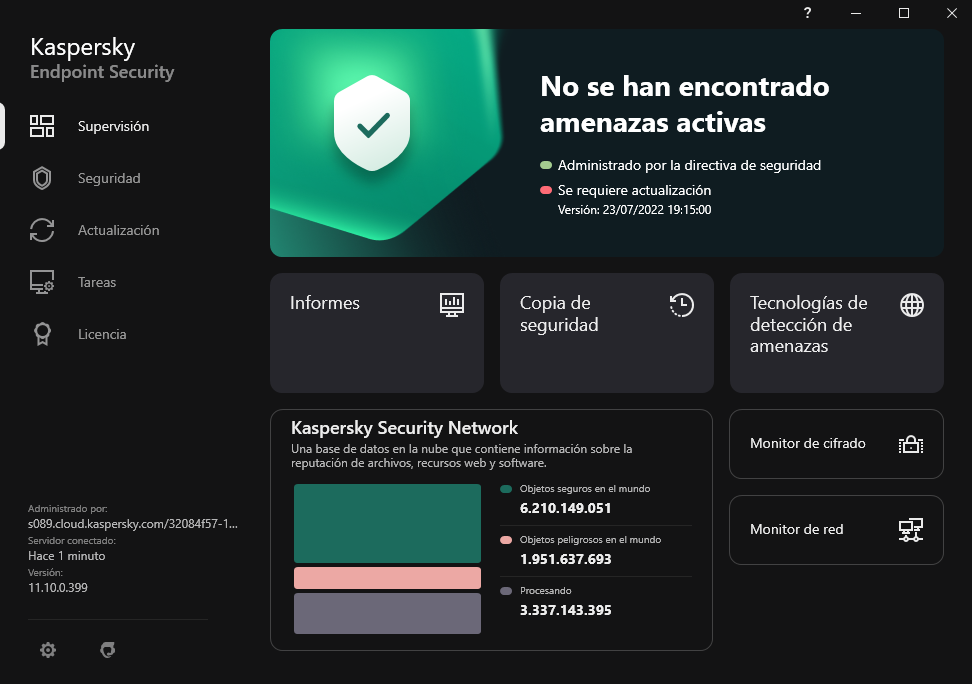 ?
Kaspersky
Endpoint Security
Supervisión
Seguridad
Actualización
Tareas
Licencia
Administrado por:
s089.cloud.kaspersky.com/32084f57-1...
Servidor conectado:
Hace 1 minuto
Versión:
11.10.0.399
No se han encontrado
amenazas activas
Administrado por la directiva de seguridad
Se requiere actualización
Versión: 23/07/2022 19:15:00
Informes
Copia de
seguridad
Tecnologías de
detección de
amenazas
Kaspersky Security Network
Una base de datos en la nube que contiene información sobre la
reputación de archivos, recursos web y software.
Objetos seguros en el mundo
6.210.149.051
Objetos peligrosos en el mundo
1.951.637.693
Procesando
3.337.143.395
Monitor de cifrado
Monitor de red